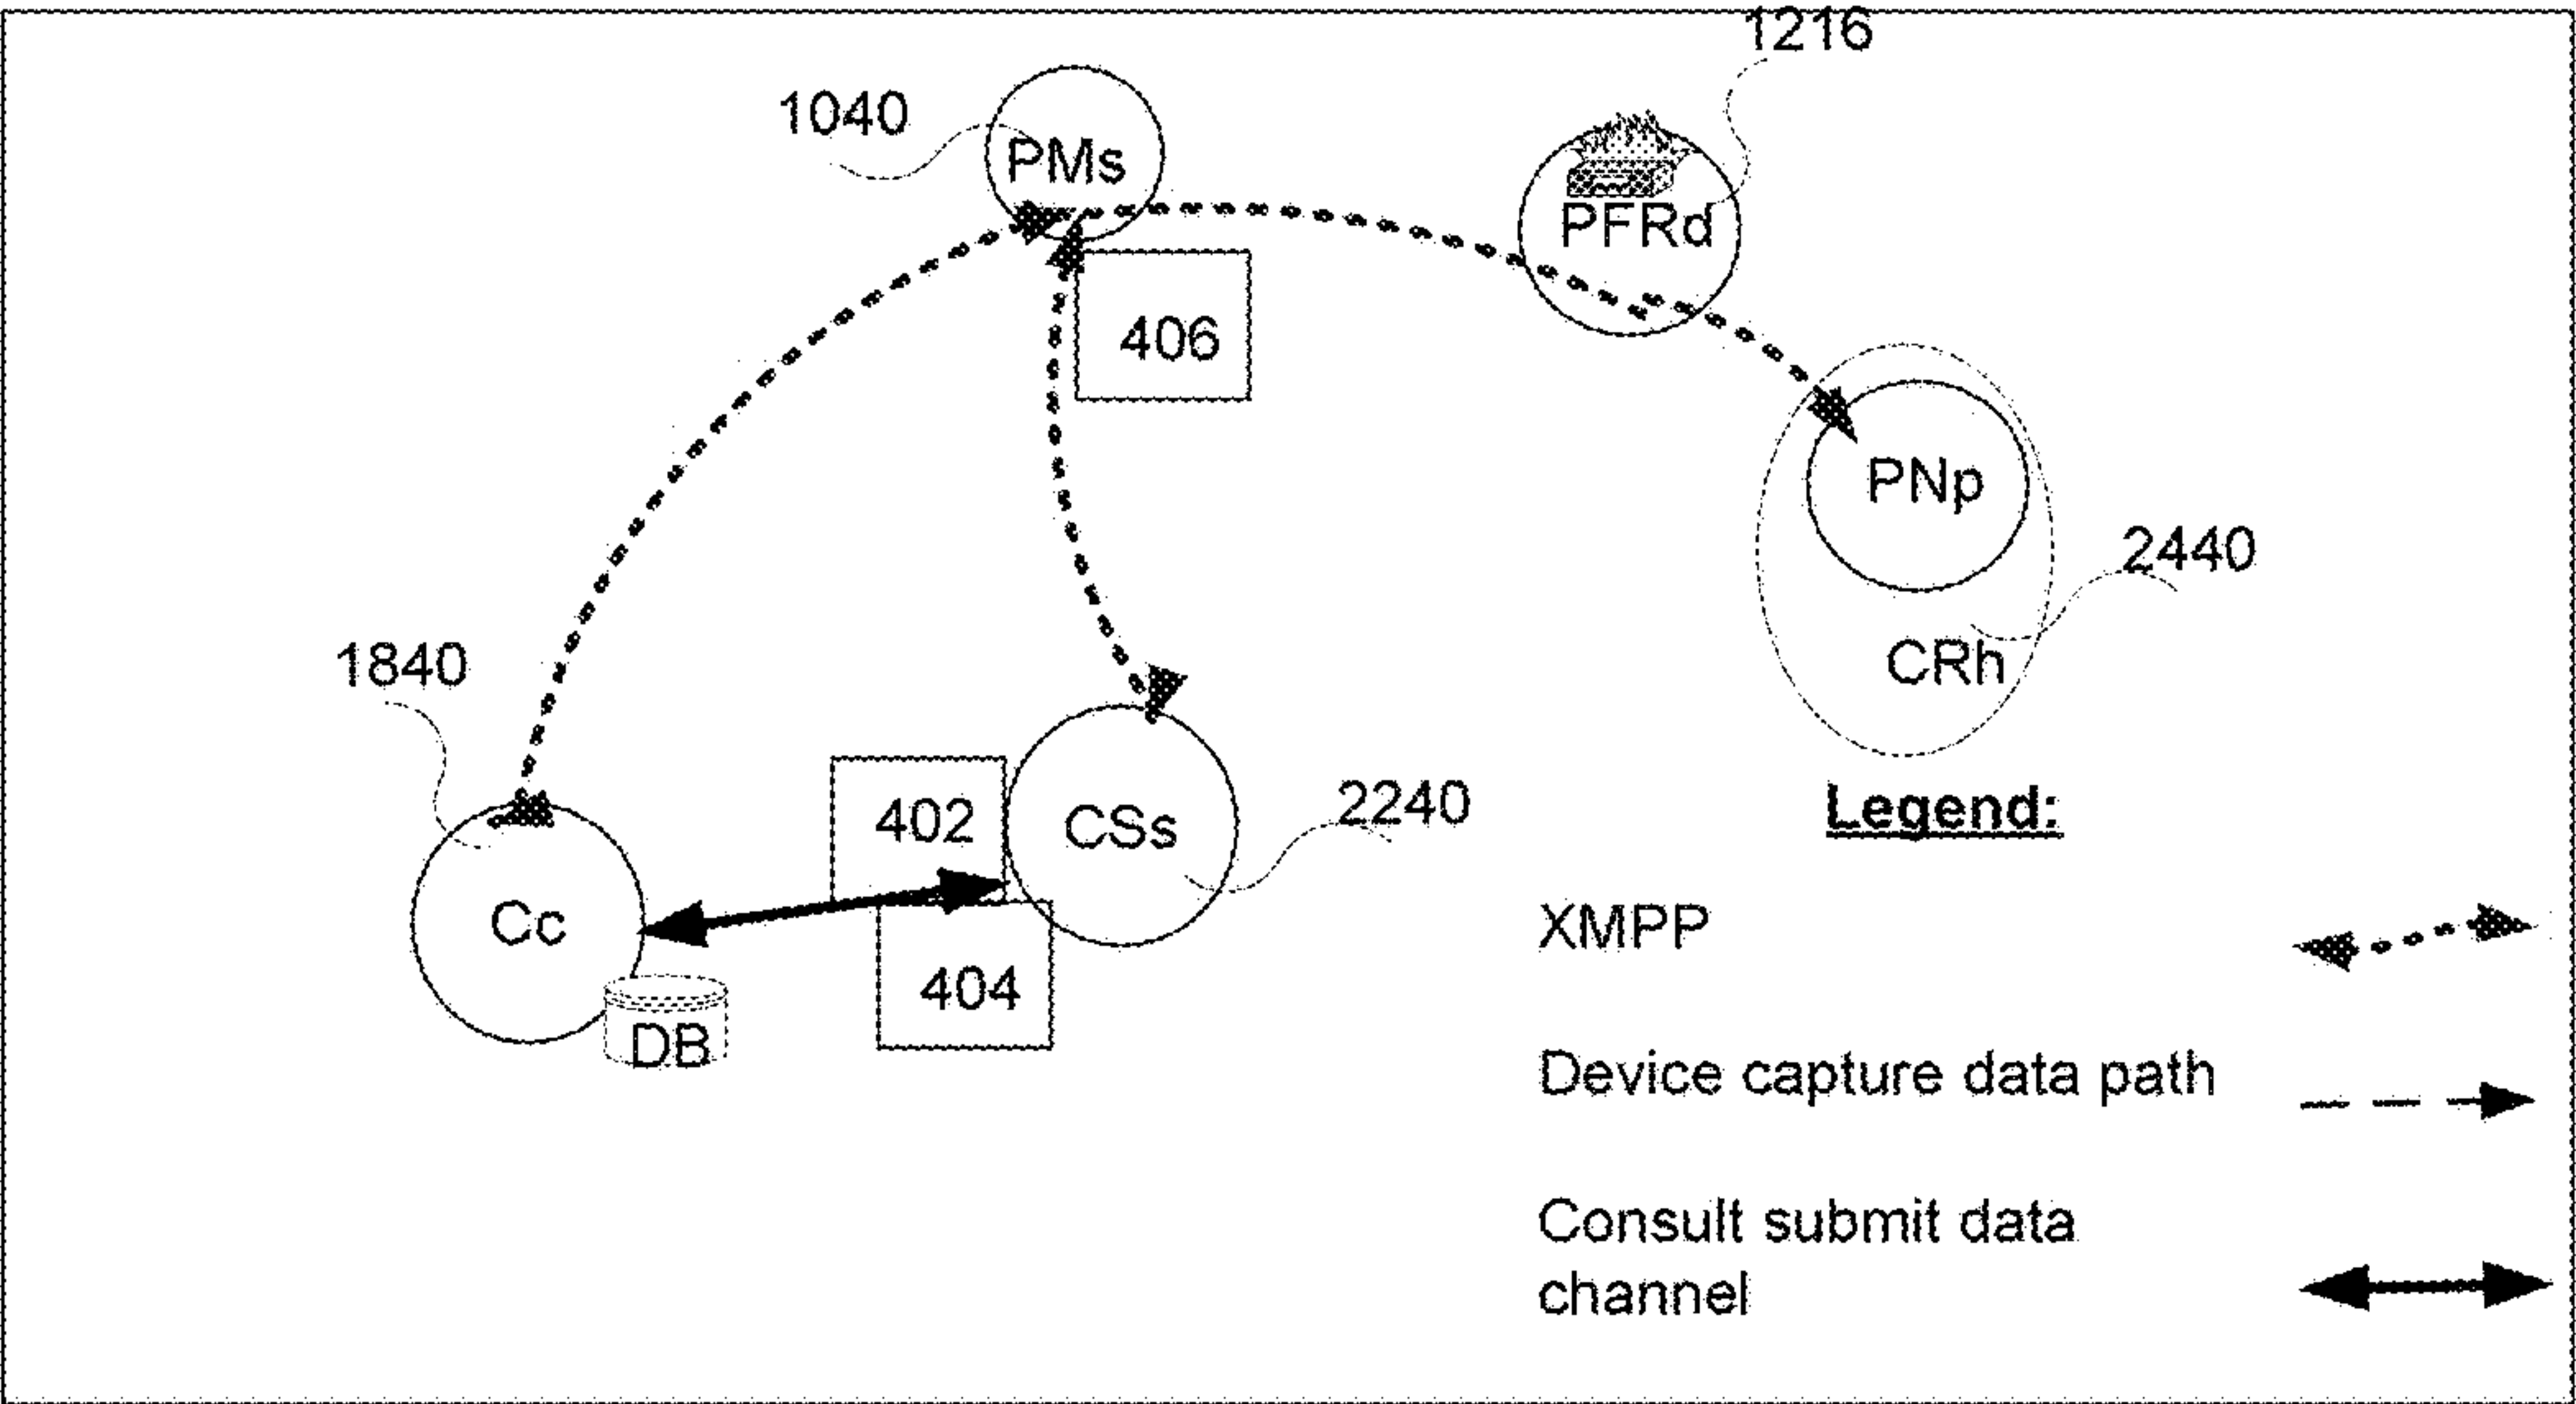 1216
1040
PMs
PFRd
406
PNp
2440
CRh
1840
402
CSs
2240
Cc
404
DB
Legend:
XMPP
Device capture data path
Consult submit data
channel